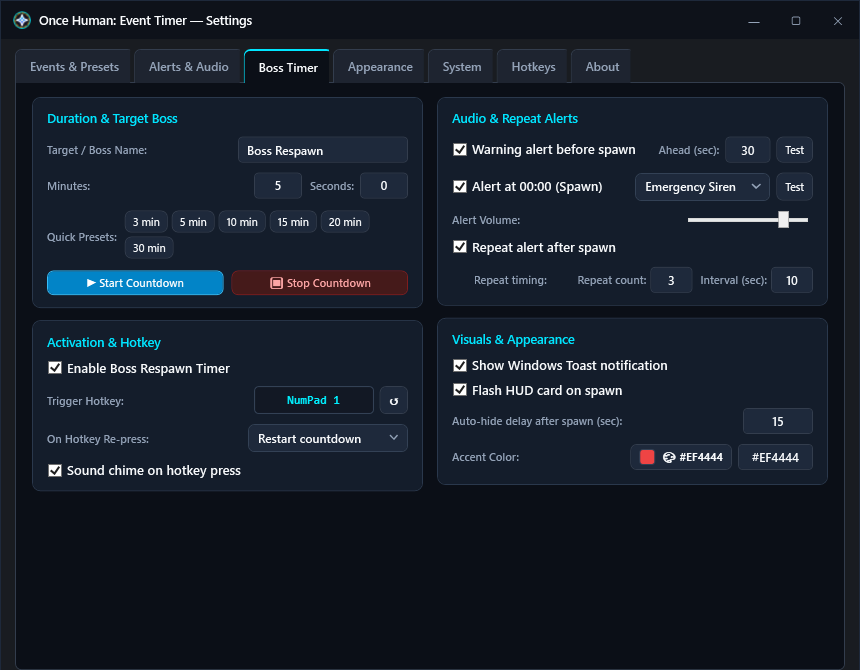 Once Human: Event Timer — Settings
Events & Presets
Alerts & Audio
Boss Timer
Appearance
System
Hotkeys
About
Duration & Target Boss
Target / Boss Name: Boss Respawn
Minutes: 5 Seconds: 0
Quick Presets: 3 min 5 min 10 min 15 min 20 min
30 min
▶ Start Countdown
Stop Countdown
Activation & Hotkey
Enable Boss Respawn Timer
Trigger Hotkey: NumPad 1 ↺
On Hotkey Re-press: Restart countdown
Sound chime on hotkey press
Audio & Repeat Alerts
Warning alert before spawn Ahead (sec): 30 Test
Alert at 00:00 (Spawn) Emergency Siren Test
Alert Volume:
Repeat alert after spawn
Repeat timing: Repeat count: 3 Interval (sec): 10
Visuals & Appearance
Show Windows Toast notification
Flash HUD card on spawn
Auto-hide delay after spawn (sec): 15
Accent Color: #EF4444 #EF4444